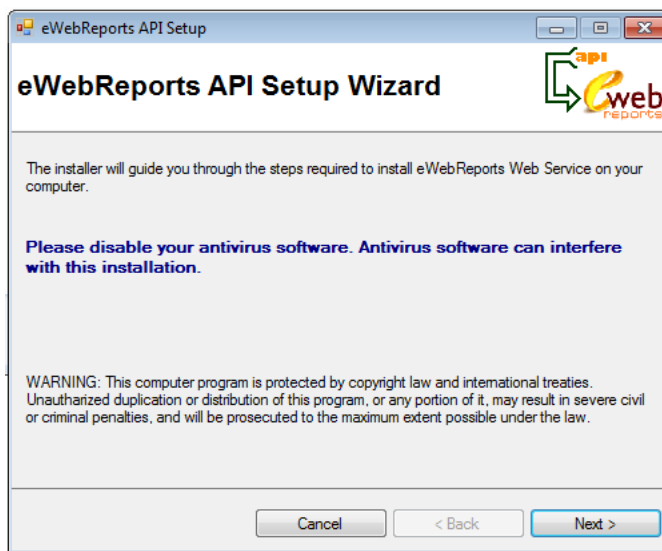 eWebReports API Setup
eWebReports API Setup Wizard
api
eweb
reports
The installer will guide you through the steps required to install eWebReports Web Service on your
computer.
Please disable your antivirus software. Antivirus software can interfere
with this installation.
WARNING: This computer program is protected by copyright law and international treaties.
Unautharized duplication or distribution of this program, or any portion of it, may result in severe civil
or criminal penalties, and will be prosecuted to the maximum extent possible under the law.
Cancel
< Back
Next >